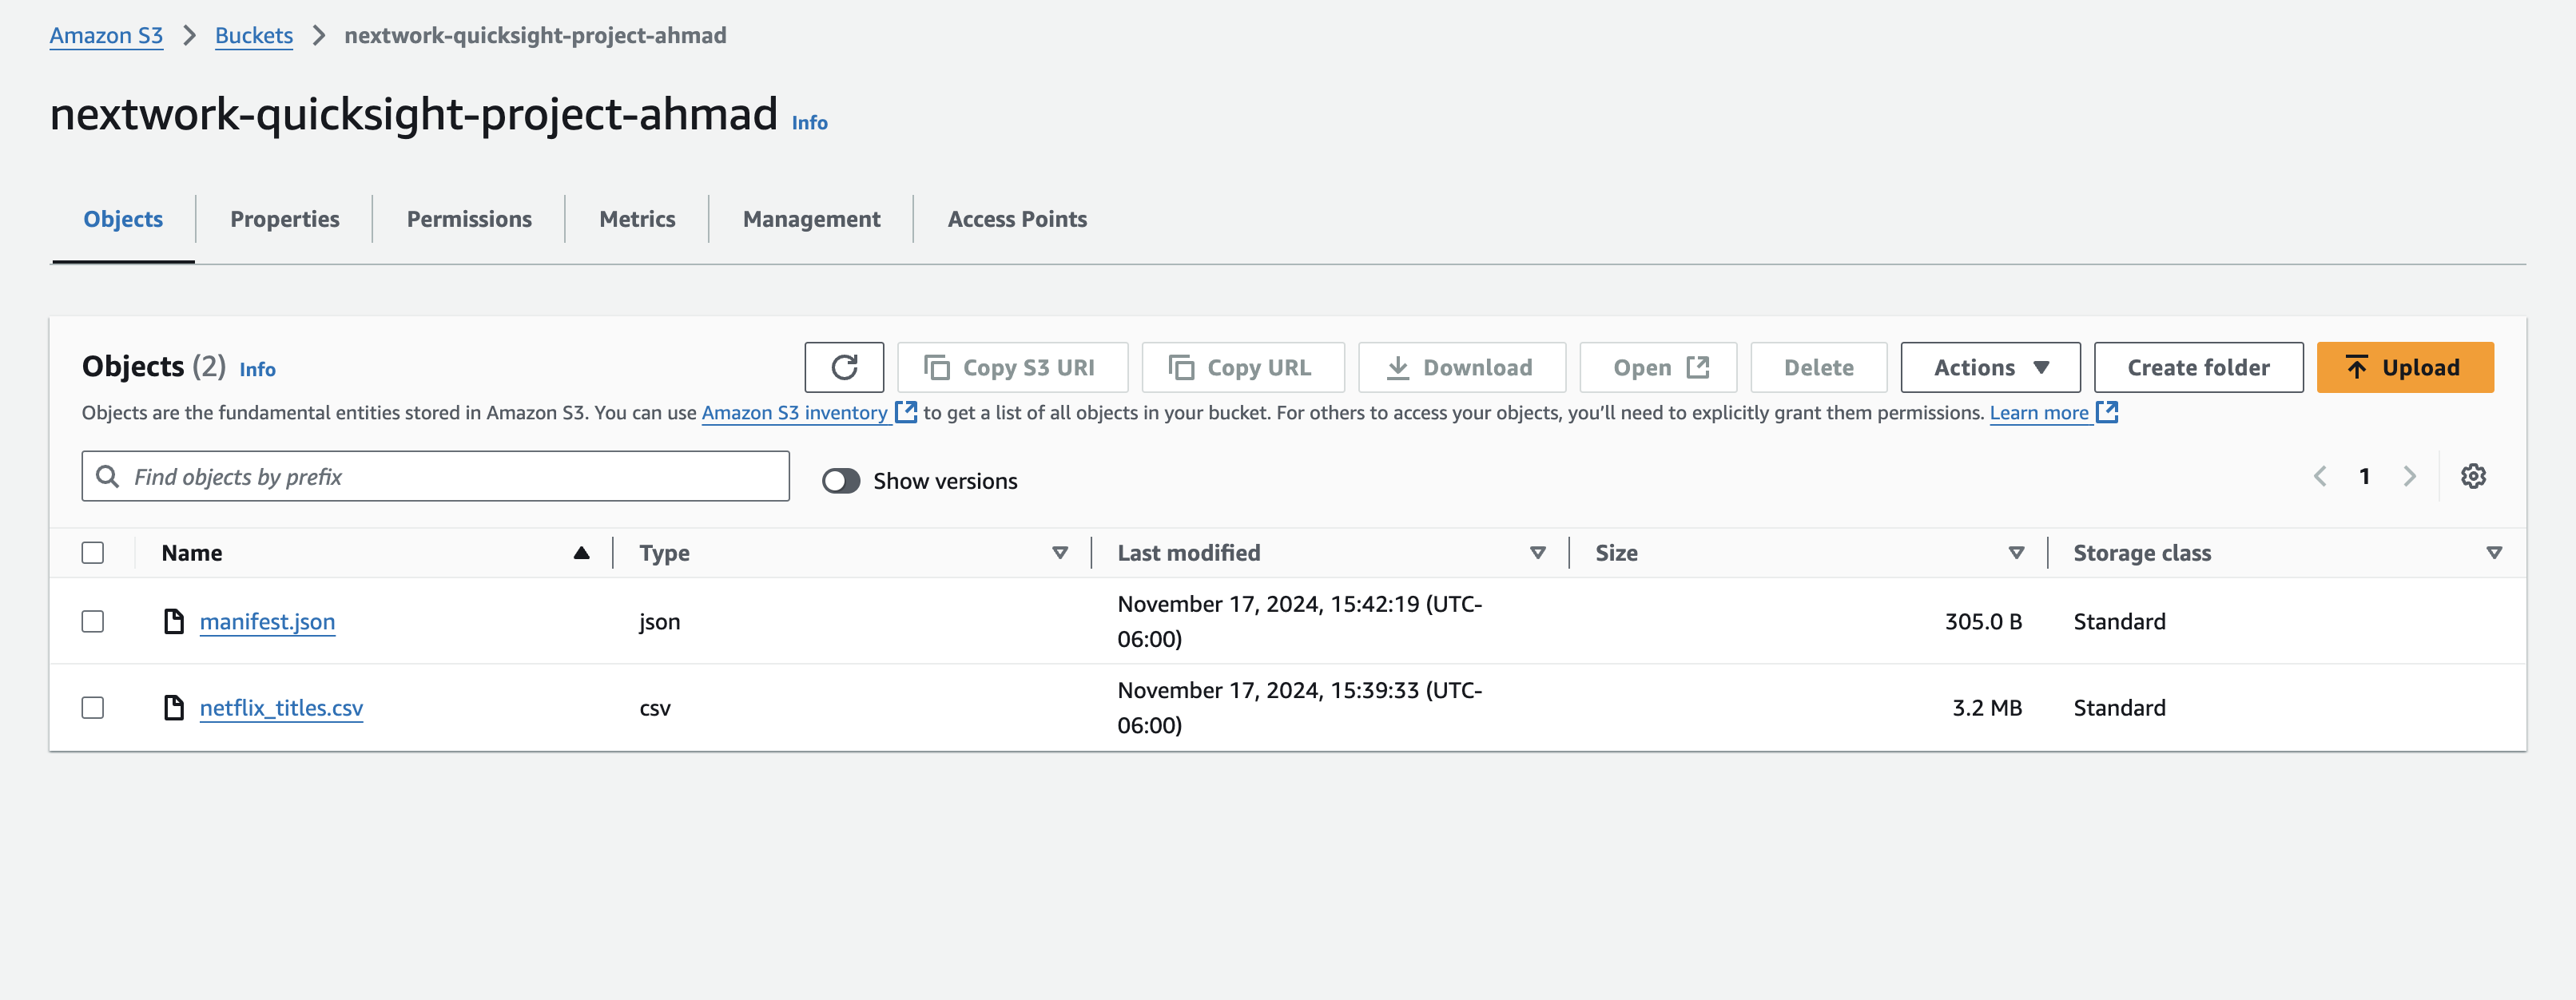 Amazon S3 > Buckets > nextwork-quicksight-project-ahmad
nextwork-quicksight-project-ahmad Info
Objects Properties Permissions Metrics Management Access Points
Objects (2) Info Copy S3 URI Copy URL Download Open Delete Actions Create folder Upload
Objects are the fundamental entities stored in Amazon S3. You can use Amazon S3 inventory to get a list of all objects in your bucket. For others to access your objects, you’ll need to explicitly grant them permissions. Learn more
Find objects by prefix Show versions 1
Name Type Last modified Size Storage class
manifest.json json November 17, 2024, 15:42:19 (UTC-
06:00) 305.0 B Standard
netflix_titles.csv csv November 17, 2024, 15:39:33 (UTC-
06:00) 3.2 MB Standard